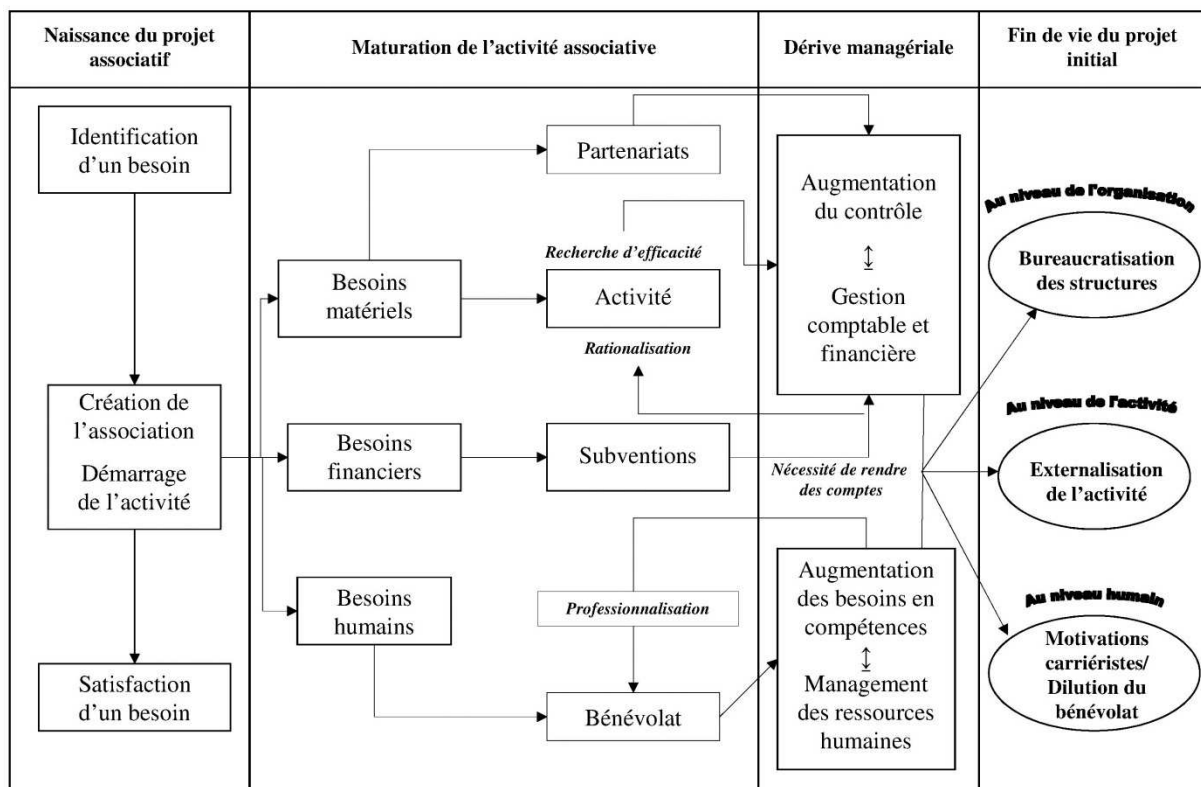 Naissance du projet
associatif
Maturation de l'activité associative
Dérive managériale
Fin de vie du projet
initial
Identification
d'un besoin
Création de
l'association
Démarrage
de l'activité
Satisfaction
d'un besoin
Besoins
matériels
Besoins
financiers
Besoins
humains
Partenariats
Recherche d'efficacité
Activité
Rationalisation
Subventions
Professionnalisation
Bénévolat
Augmentation
du contrôle
↕
Gestion
comptable et
financière
Nécessité de rendre
des comptes
Augmentation
des besoins en
compétences
↕
Management
des ressources
humaines
Au niveau de l'organisation
Bureaucratisation
des structures
Au niveau de l'activité
Externalisation
de l'activité
Au niveau humain
Motivations
carriéristes/
Dilution du
bénévolat